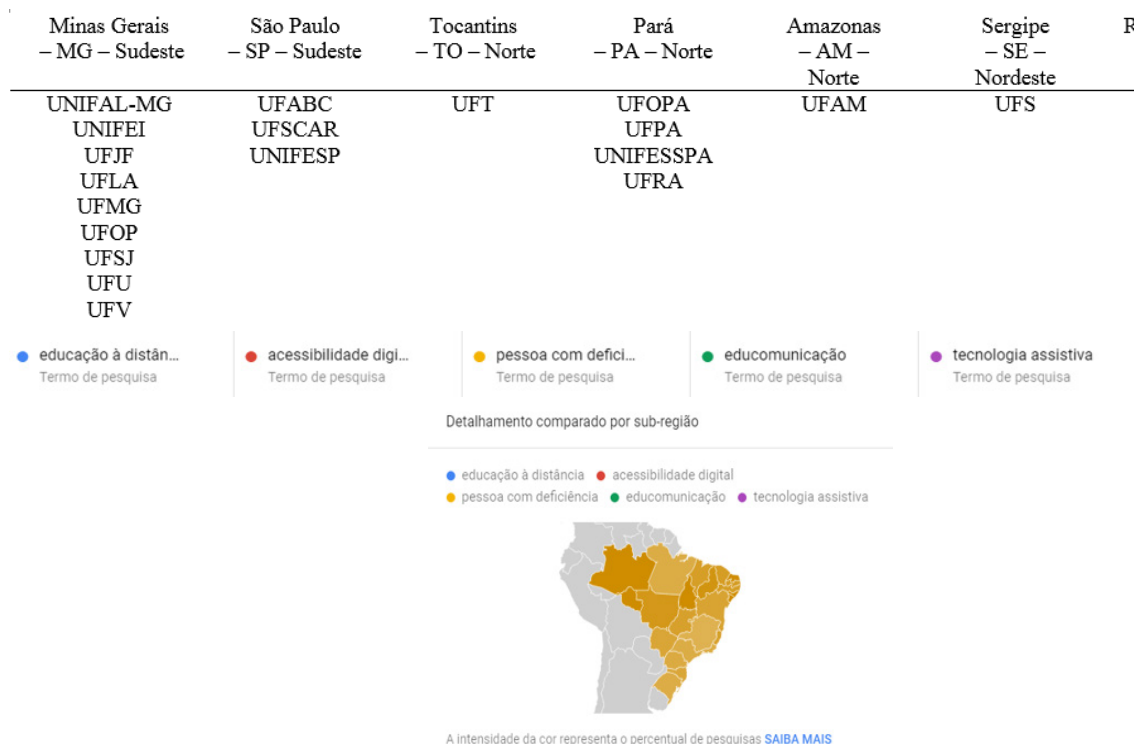 Minas Gerais – MG – Sudeste
São Paulo – SP – Sudeste
Tocantins – TO – Norte
Pará – PA – Norte
Amazonas – AM – Norte
Sergipe – SE – Nordeste
R
UNIFAL-MG UFABC UFT UFOPA UFAM UFS
UNIFEI UFSCAR UFPA
UFJF UNIFESP UNIFESSPA
UFLA UFRA
UFMG
UFOP
UFSJ
UFU
UFV
educação à distân... acessibilidade digi... pessoa com defici... educomunicação tecnologia assistiva
Termo de pesquisa Termo de pesquisa Termo de pesquisa Termo de pesquisa Termo de pesquisa
Detalhamento comparado por sub-região
educação à distância acessibilidade digital
pessoa com deficiência educomunicação tecnologia assistiva
A intensidade da cor representa o percentual de pesquisas SAIBA MAIS